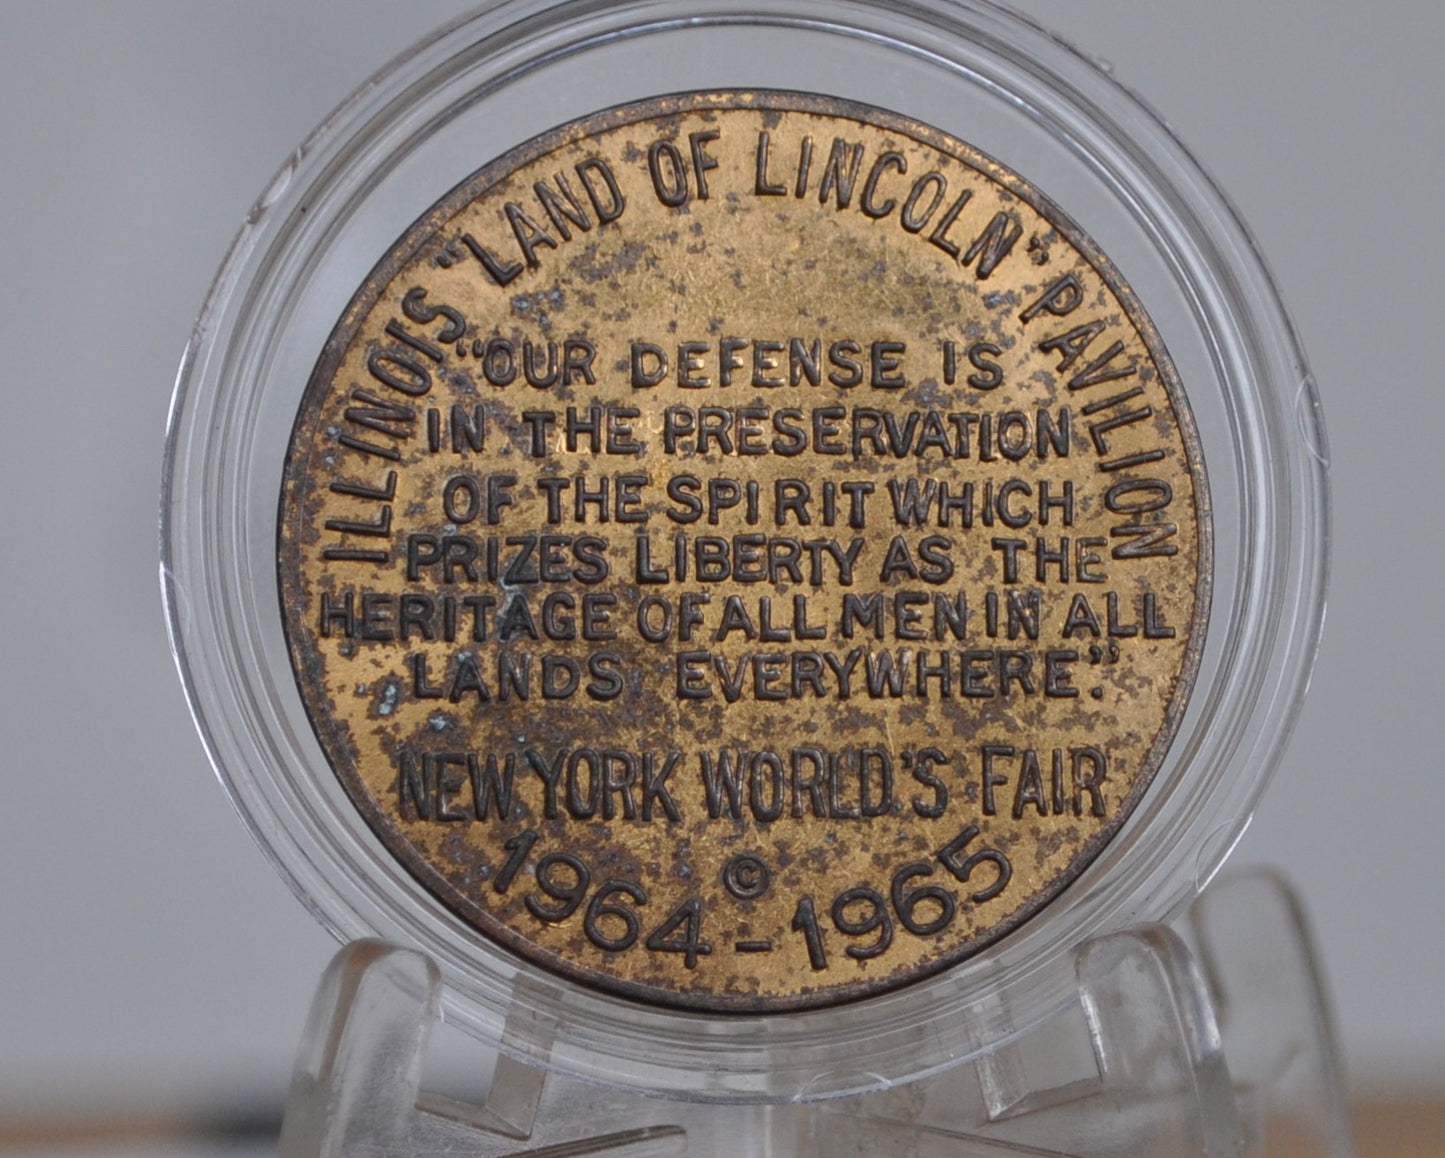 ILLINOIS "LAND OF LINCOLN" PAVILION
"OUR DEFENSE IS
IN THE PRESERVATION
OF THE SPIRIT WHICH
PRIZES LIBERTY AS THE
HERITAGE OF ALL MEN IN ALL
LANDS EVERYWHERE."
NEW YORK WORLD'S FAIR
©
1964-1965